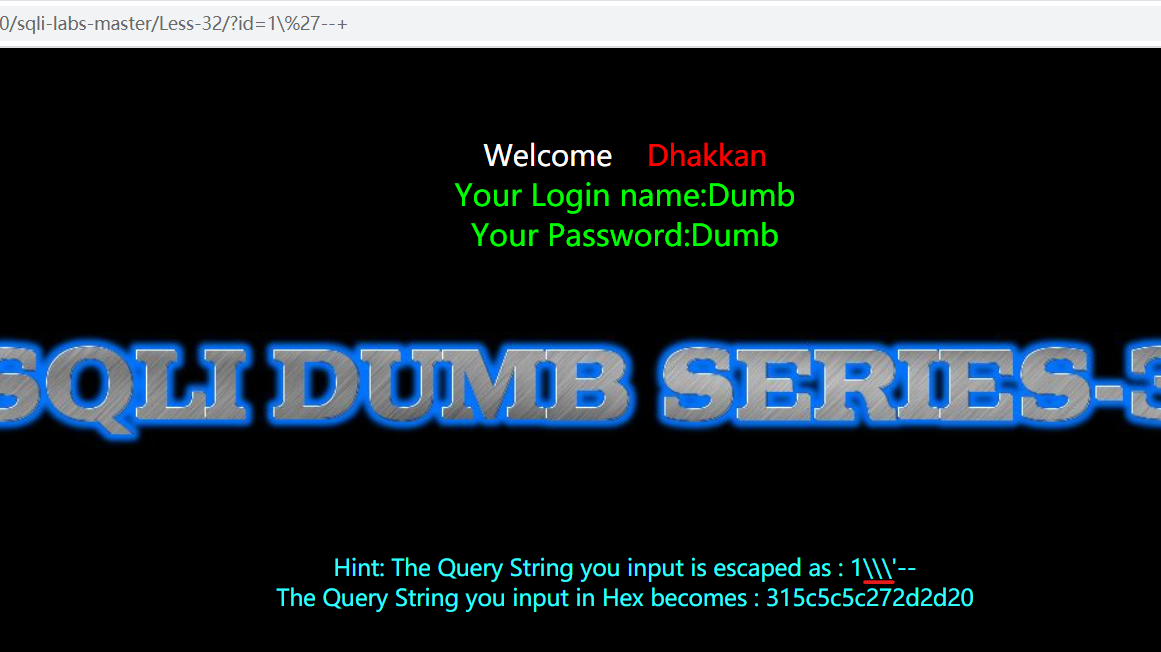 0/sqli-labs-master/Less-32/?id=1\%27--+
Welcome Dhakkan
Your Login name:Dumb
Your Password:Dumb
SQLI DUMB SERIES-3
Hint: The Query String you input is escaped as : 1\\\'--
The Query String you input in Hex becomes : 315c5c5c272d2d20